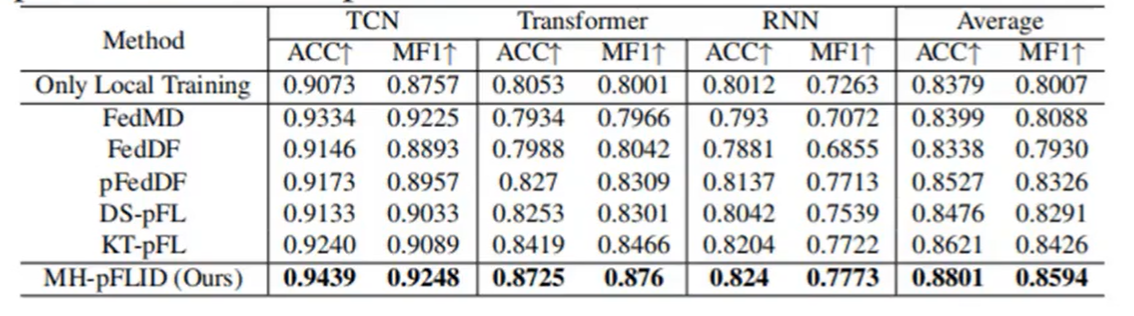 Method TCN Transformer RNN Average
ACC↑ MF1↑ ACC↑ MF1↑ ACC↑ MF1↑ ACC↑ MF1↑
Only Local Training 0.9073 0.8757 0.8053 0.8001 0.8012 0.7263 0.8379 0.8007
FedMD 0.9334 0.9225 0.7934 0.7966 0.793 0.7072 0.8399 0.8088
FedDF 0.9146 0.8893 0.7988 0.8042 0.7881 0.6855 0.8338 0.7930
pFedDF 0.9173 0.8957 0.827 0.8309 0.8137 0.7713 0.8527 0.8326
DS-pFL 0.9133 0.9033 0.8253 0.8301 0.8042 0.7539 0.8476 0.8291
KT-pFL 0.9240 0.9089 0.8419 0.8466 0.8204 0.7722 0.8621 0.8426
MH-pFLID (Ours) 0.9439 0.9248 0.8725 0.876 0.824 0.7773 0.8801 0.8594